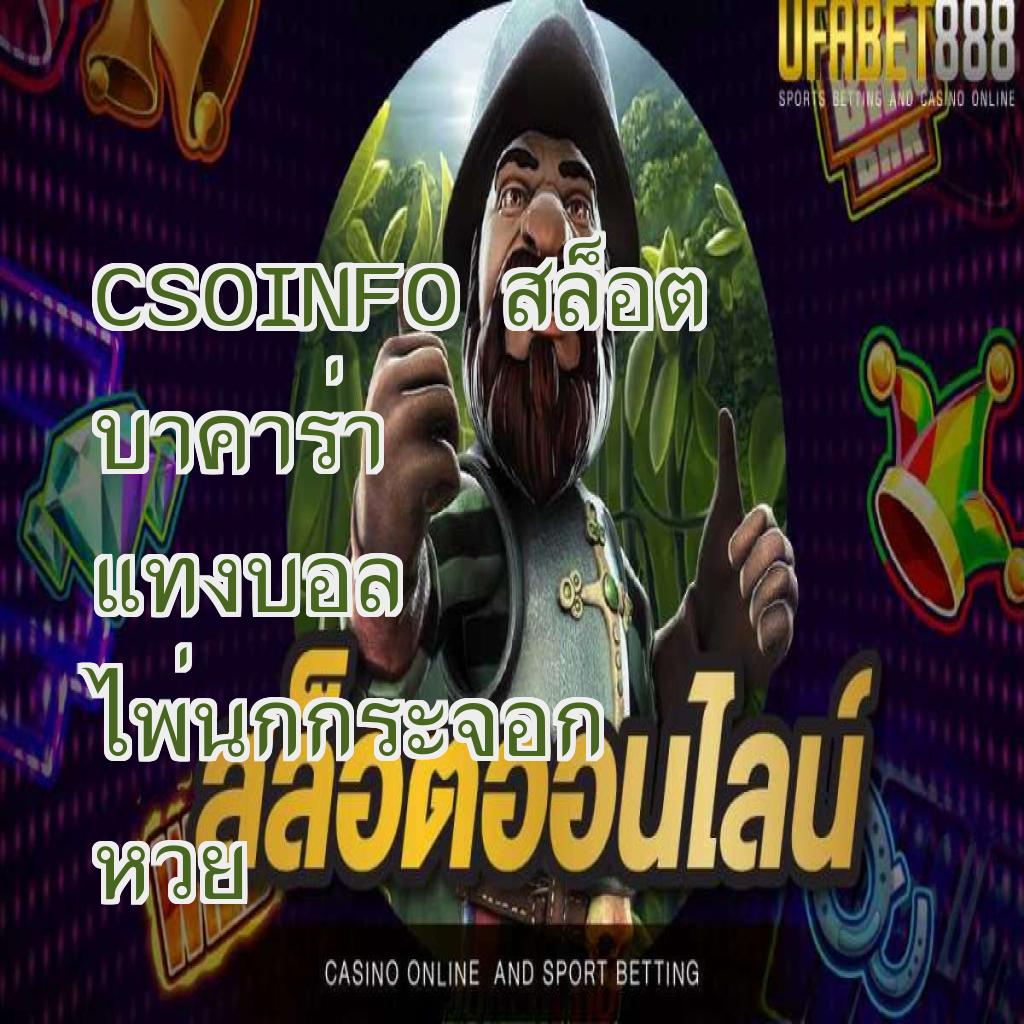 UFABET888
SPORTS BETTING AND CASINO ONLINE
BAR
CSOINFO สล็อต
บาคาร่า
แทงบอล
ไพ่นกกระจอก
สล็อตออนไลน์
หวย
CASINO ONLINE AND SPORT BETTING